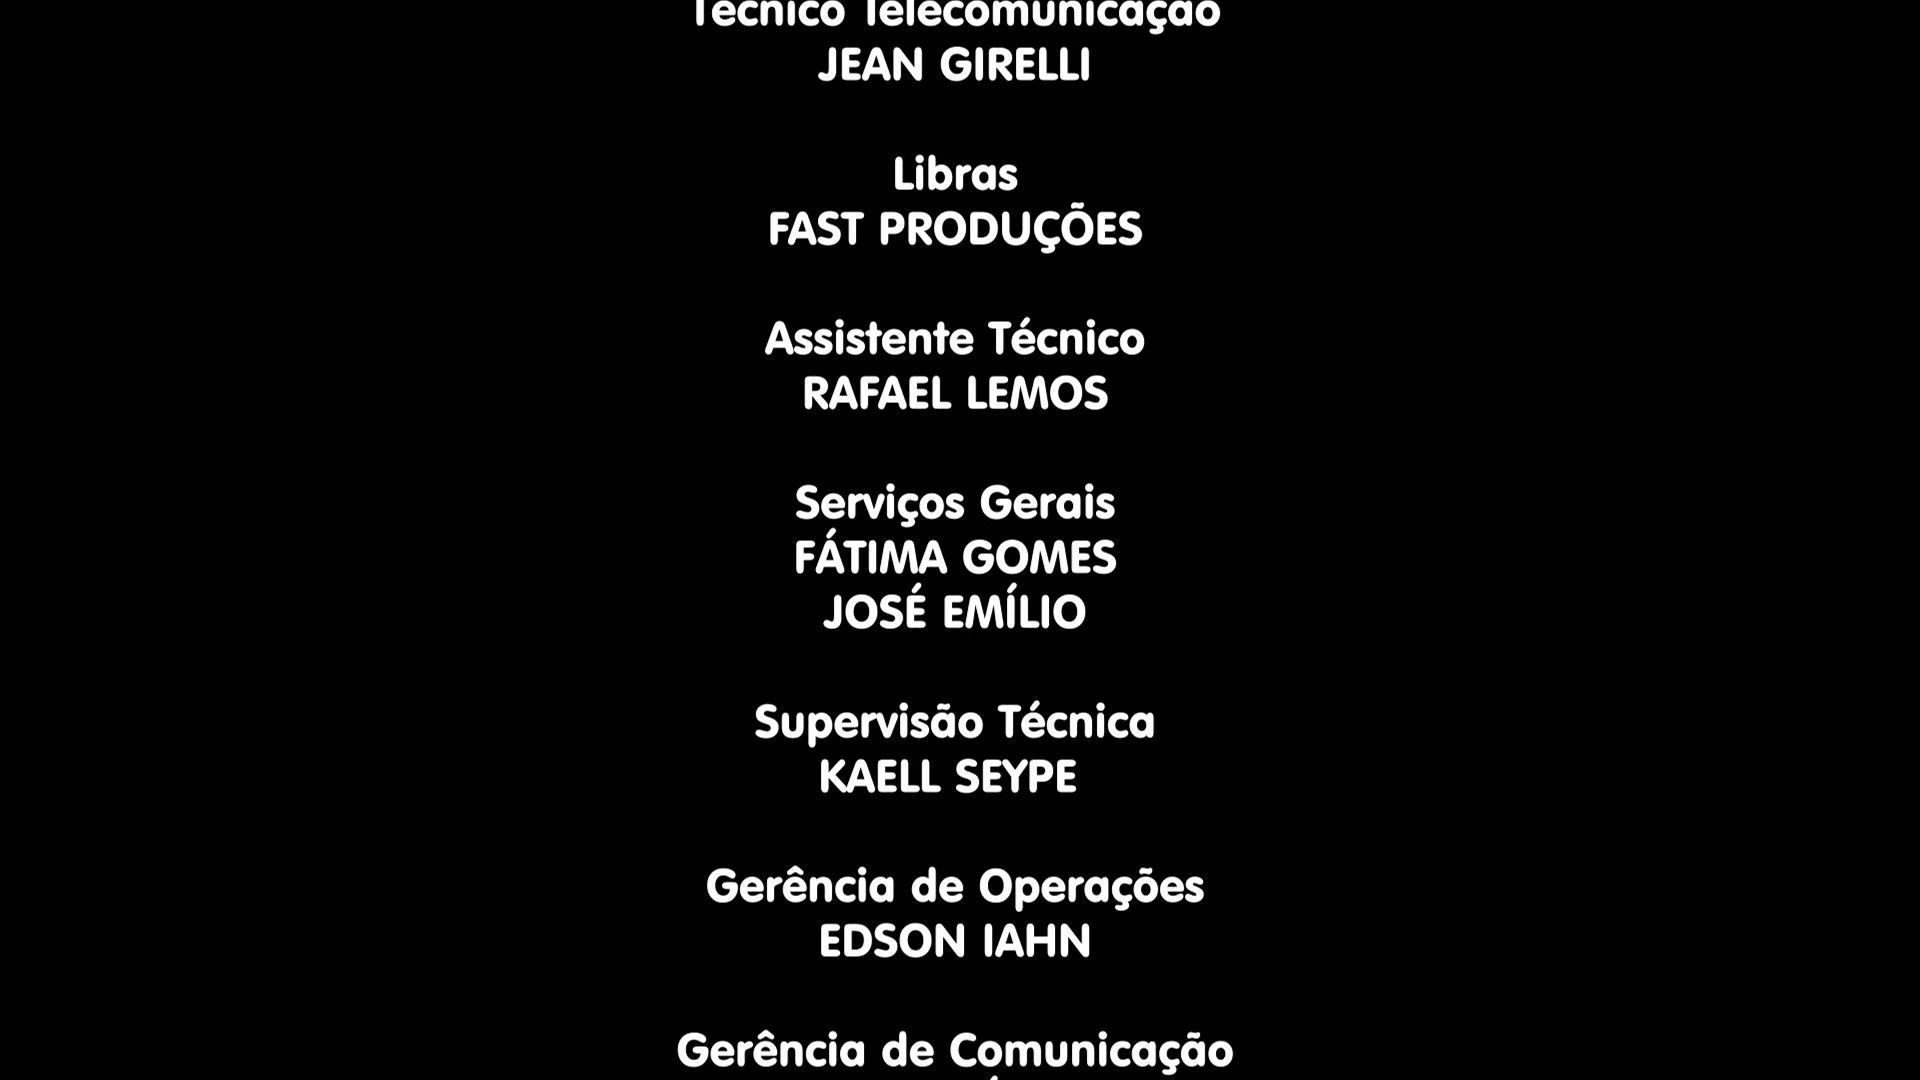 Técnico Telecomunicação
JEAN GIRELLI
Libras
FAST PRODUÇÕES
Assistente Técnico
RAFAEL LEMOS
Serviços Gerais
FÁTIMA GOMES
JOSÉ EMÍLIO
Supervisão Técnica
KAELL SEYPE
Gerência de Operações
EDSON IAHN
Gerência de Comunicação